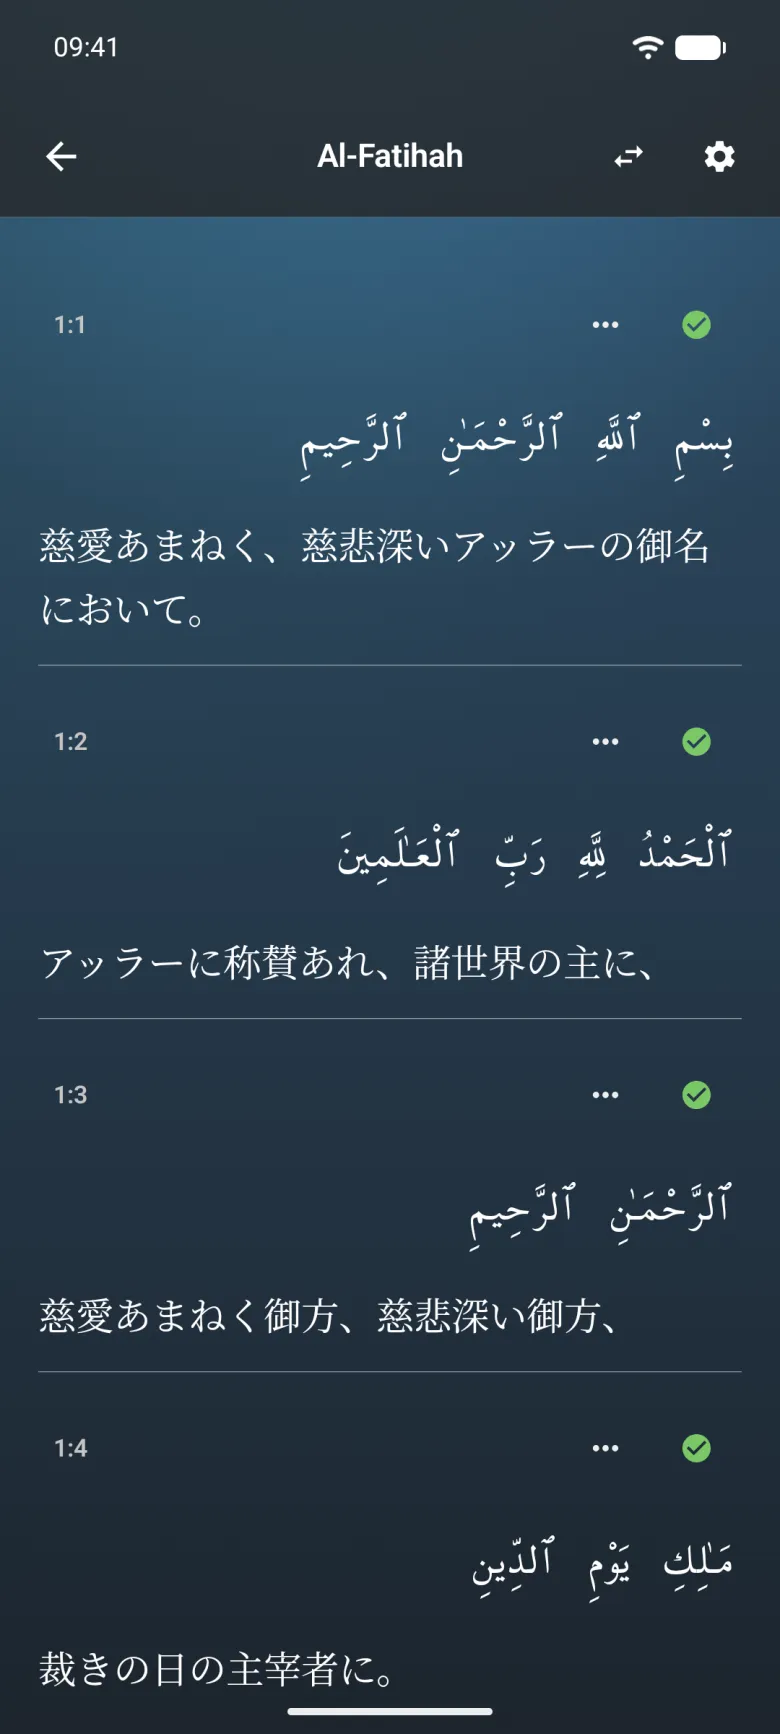 09:41
Al-Fatihah
1:1
بِسْمِ ٱللَّهِ ٱلرَّحْمَـٰنِ ٱلرَّحِيمِ
慈愛あまねく、慈悲深いアッラーの御名
において。
1:2
ٱلْحَمْدُ لِلَّهِ رَبِّ ٱلْعَـٰلَمِينَ
アッラーに称賛あれ、諸世界の主に、
1:3
ٱلرَّحْمَـٰنِ ٱلرَّحِيمِ
慈愛あまねく御方、慈悲深い御方、
1:4
مَـٰلِكِ يَوْمِ ٱلدِّينِ
裁きの日の主宰者に。